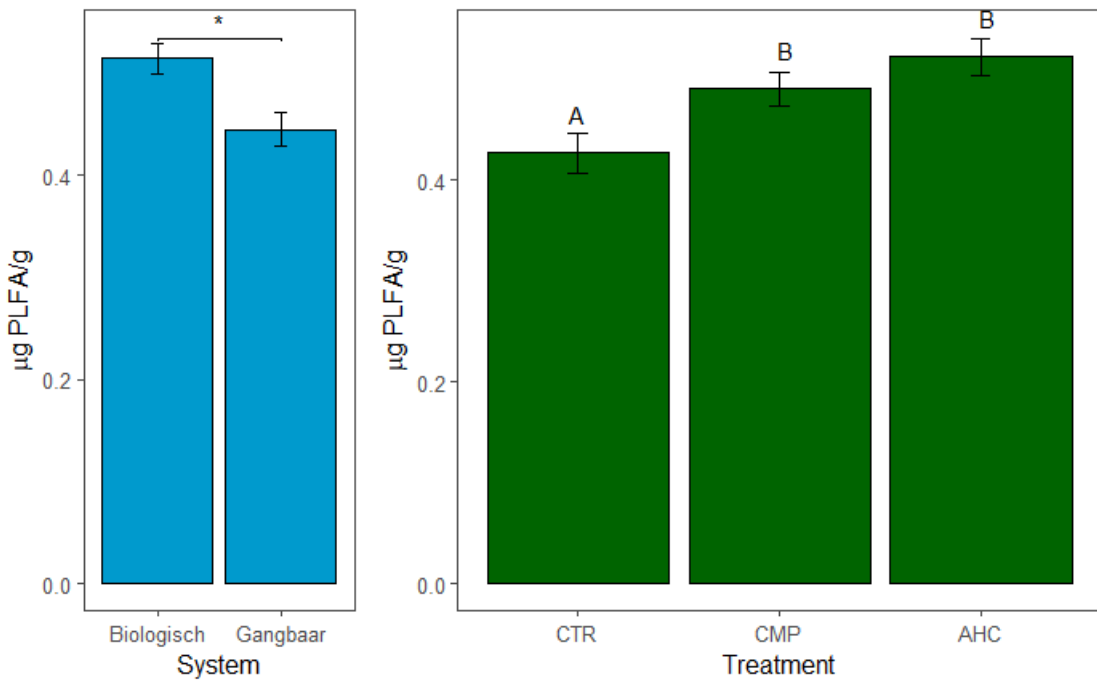 *
µg PLFA/g
0.4
0.2
0.0
Biologisch Gangbaar
System
A
B
B
µg PLFA/g
0.4
0.2
0.0
CTR CMP AHC
Treatment